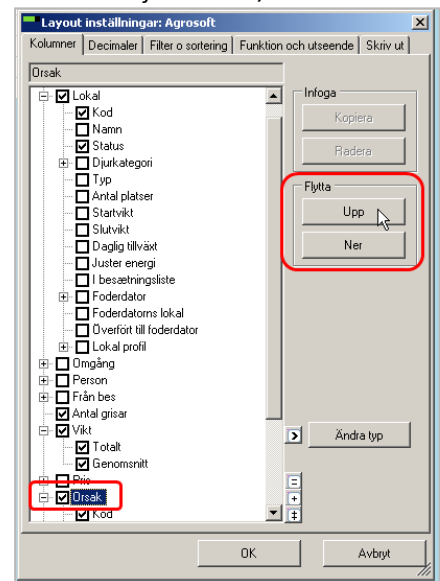 Layout inställningar: Agrosoft
Kolumner Decimaler Filter o sortering Funktion och utseende Skriv ut
Orsak
Lokal
Kod
Namn
Status
Djurkategori
Typ
Antal platser
Startvikt
Slutvikt
Daglig tillväxt
Juster energi
I besætningsliste
Foderdator
Foderdatorns lokal
Överfört till foderdator
Lokal profil
Omgång
Person
Från bes
Antal grisar
Vikt
Totalt
Genomsnitt
Pris
Orsak
Kod
Infoga
Kopiera
Radera
Flytta
Upp
Ner
Ändra typ
OK Avbryt